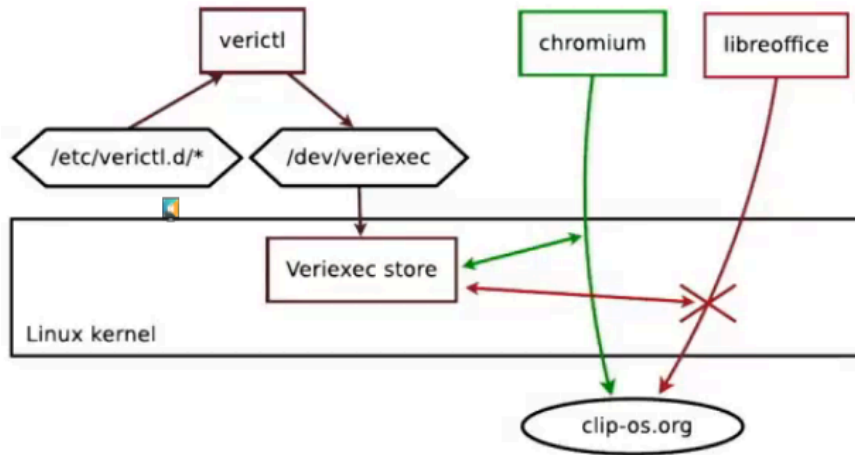 verictl
chromium
libreoffice
/etc/verictl.d/*
/dev/veriexec
Veriexec store
Linux kernel
clip-os.org